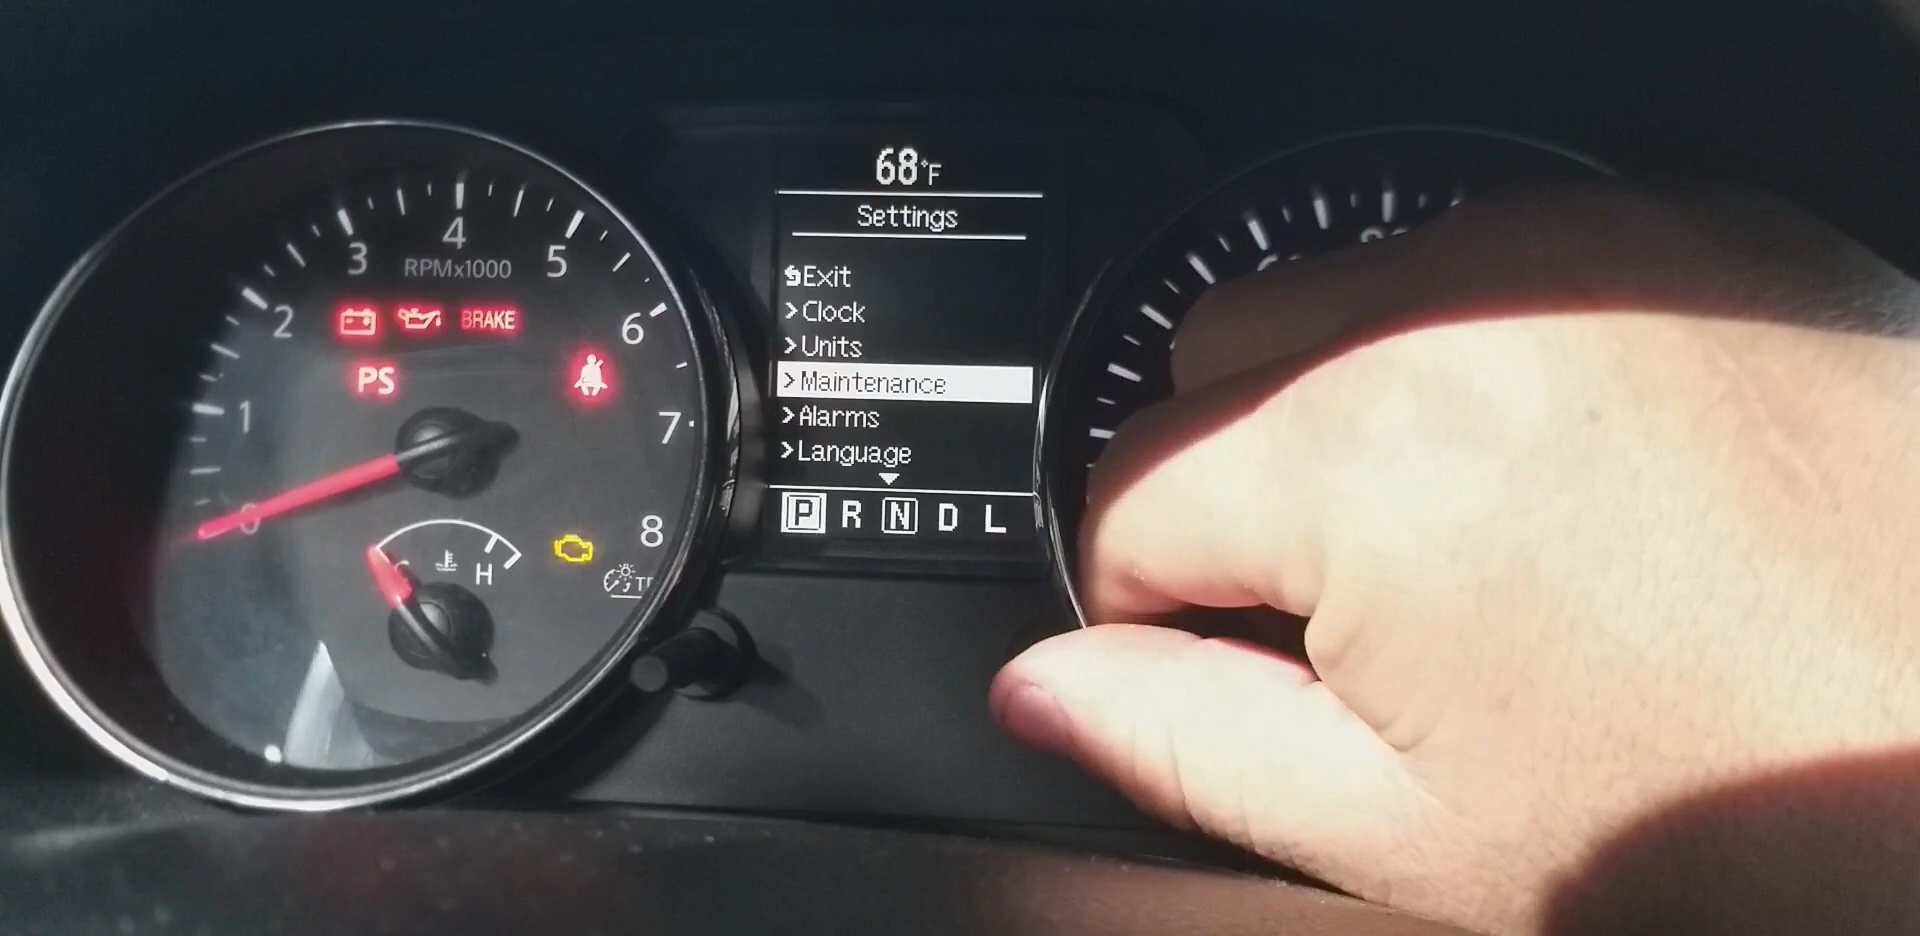 68°F
Settings
Exit
>Clock
>Units
>Maintenance
>Alarms
>Language
P R N D L
0 1 2 3 4 5 6 7 8
RPMx1000
BRAKE
PS
H